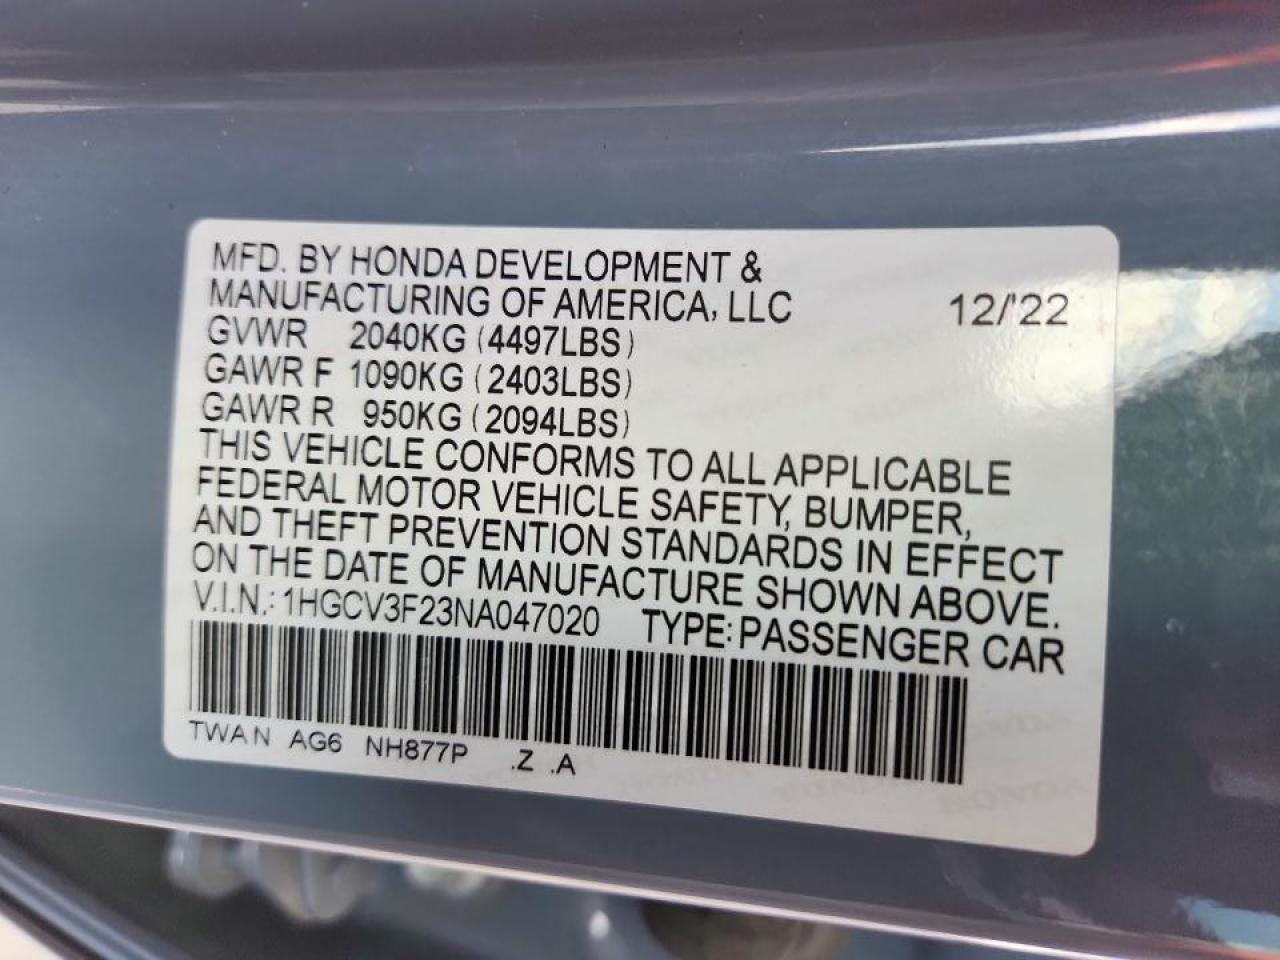 MFD. BY HONDA DEVELOPMENT &
MANUFACTURING OF AMERICA, LLC 12/'22
GVWR 2040KG (4497LBS)
GAWR F 1090KG (2403LBS)
GAWR R 950KG (2094LBS)
THIS VEHICLE CONFORMS TO ALL APPLICABLE
FEDERAL MOTOR VEHICLE SAFETY, BUMPER,
AND THEFT PREVENTION STANDARDS IN EFFECT
ON THE DATE OF MANUFACTURE SHOWN ABOVE.
V.I.N.: 1HGCV3F23NA047020 TYPE: PASSENGER CAR
TWAN AG6 NH877P .Z .A